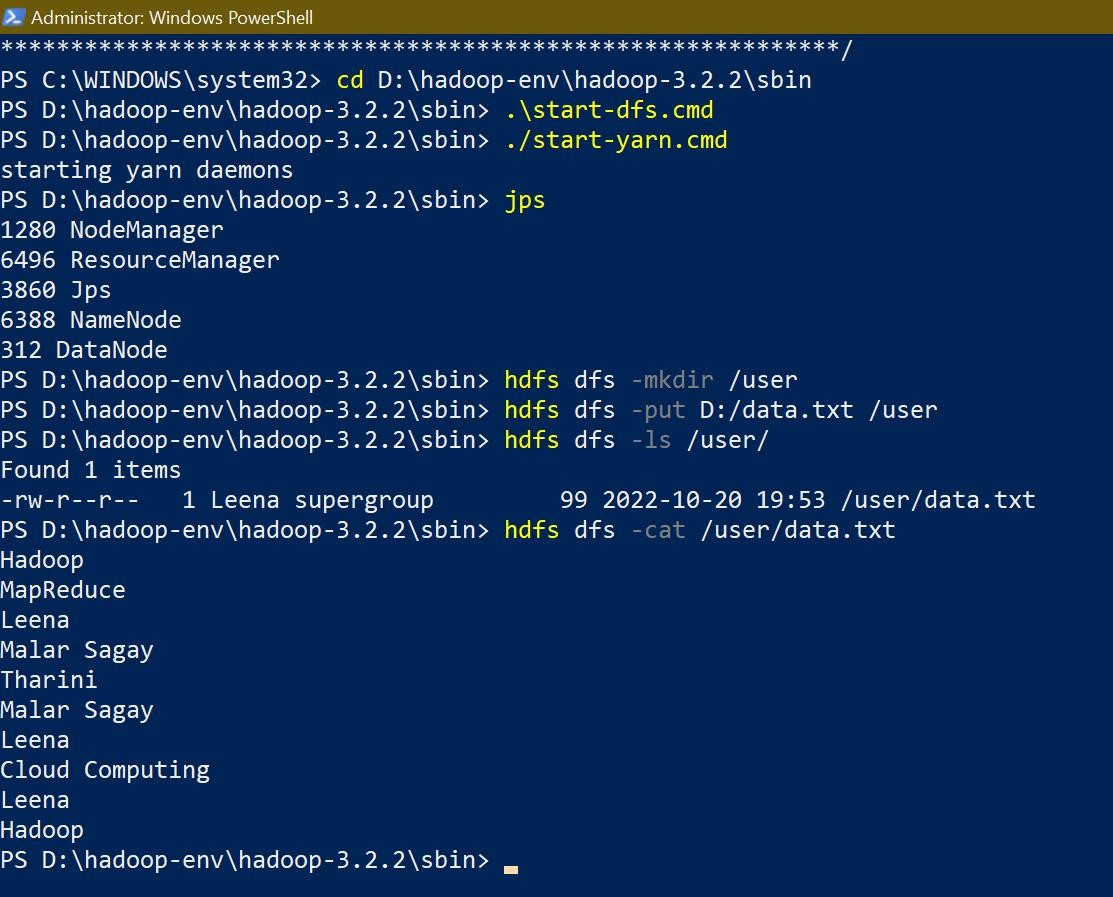 Administrator: Windows PowerShell
************************************************************/
PS C:\WINDOWS\system32> cd D:\hadoop-env\hadoop-3.2.2\sbin
PS D:\hadoop-env\hadoop-3.2.2\sbin> .\start-dfs.cmd
PS D:\hadoop-env\hadoop-3.2.2\sbin> ./start-yarn.cmd
starting yarn daemons
PS D:\hadoop-env\hadoop-3.2.2\sbin> jps
1280 NodeManager
6496 ResourceManager
3860 Jps
6388 NameNode
312 DataNode
PS D:\hadoop-env\hadoop-3.2.2\sbin> hdfs dfs -mkdir /user
PS D:\hadoop-env\hadoop-3.2.2\sbin> hdfs dfs -put D:/data.txt /user
PS D:\hadoop-env\hadoop-3.2.2\sbin> hdfs dfs -ls /user/
Found 1 items
-rw-r--r--   1 Leena supergroup         99 2022-10-20 19:53 /user/data.txt
PS D:\hadoop-env\hadoop-3.2.2\sbin> hdfs dfs -cat /user/data.txt
Hadoop
MapReduce
Leena
Malar Sagay
Tharini
Malar Sagay
Leena
Cloud Computing
Leena
Hadoop
PS D:\hadoop-env\hadoop-3.2.2\sbin>